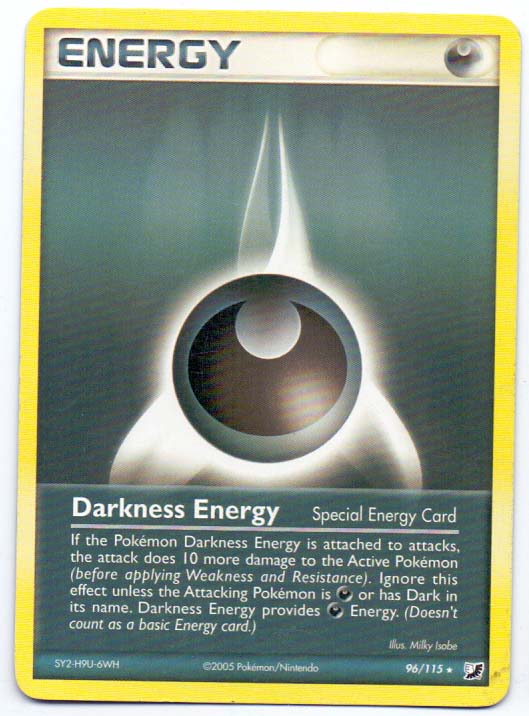 ENERGY
Darkness Energy Special Energy Card
If the Pokémon Darkness Energy is attached to attacks,
the attack does 10 more damage to the Active Pokémon
(before applying Weakness and Resistance). Ignore this
effect unless the Attacking Pokémon is or has Dark in
its name. Darkness Energy provides Energy. (Doesn't
count as a basic Energy card.)
Illus. Milky Isobe
SY2-H9U-6WH ©2005 Pokémon/Nintendo 96/115 ★